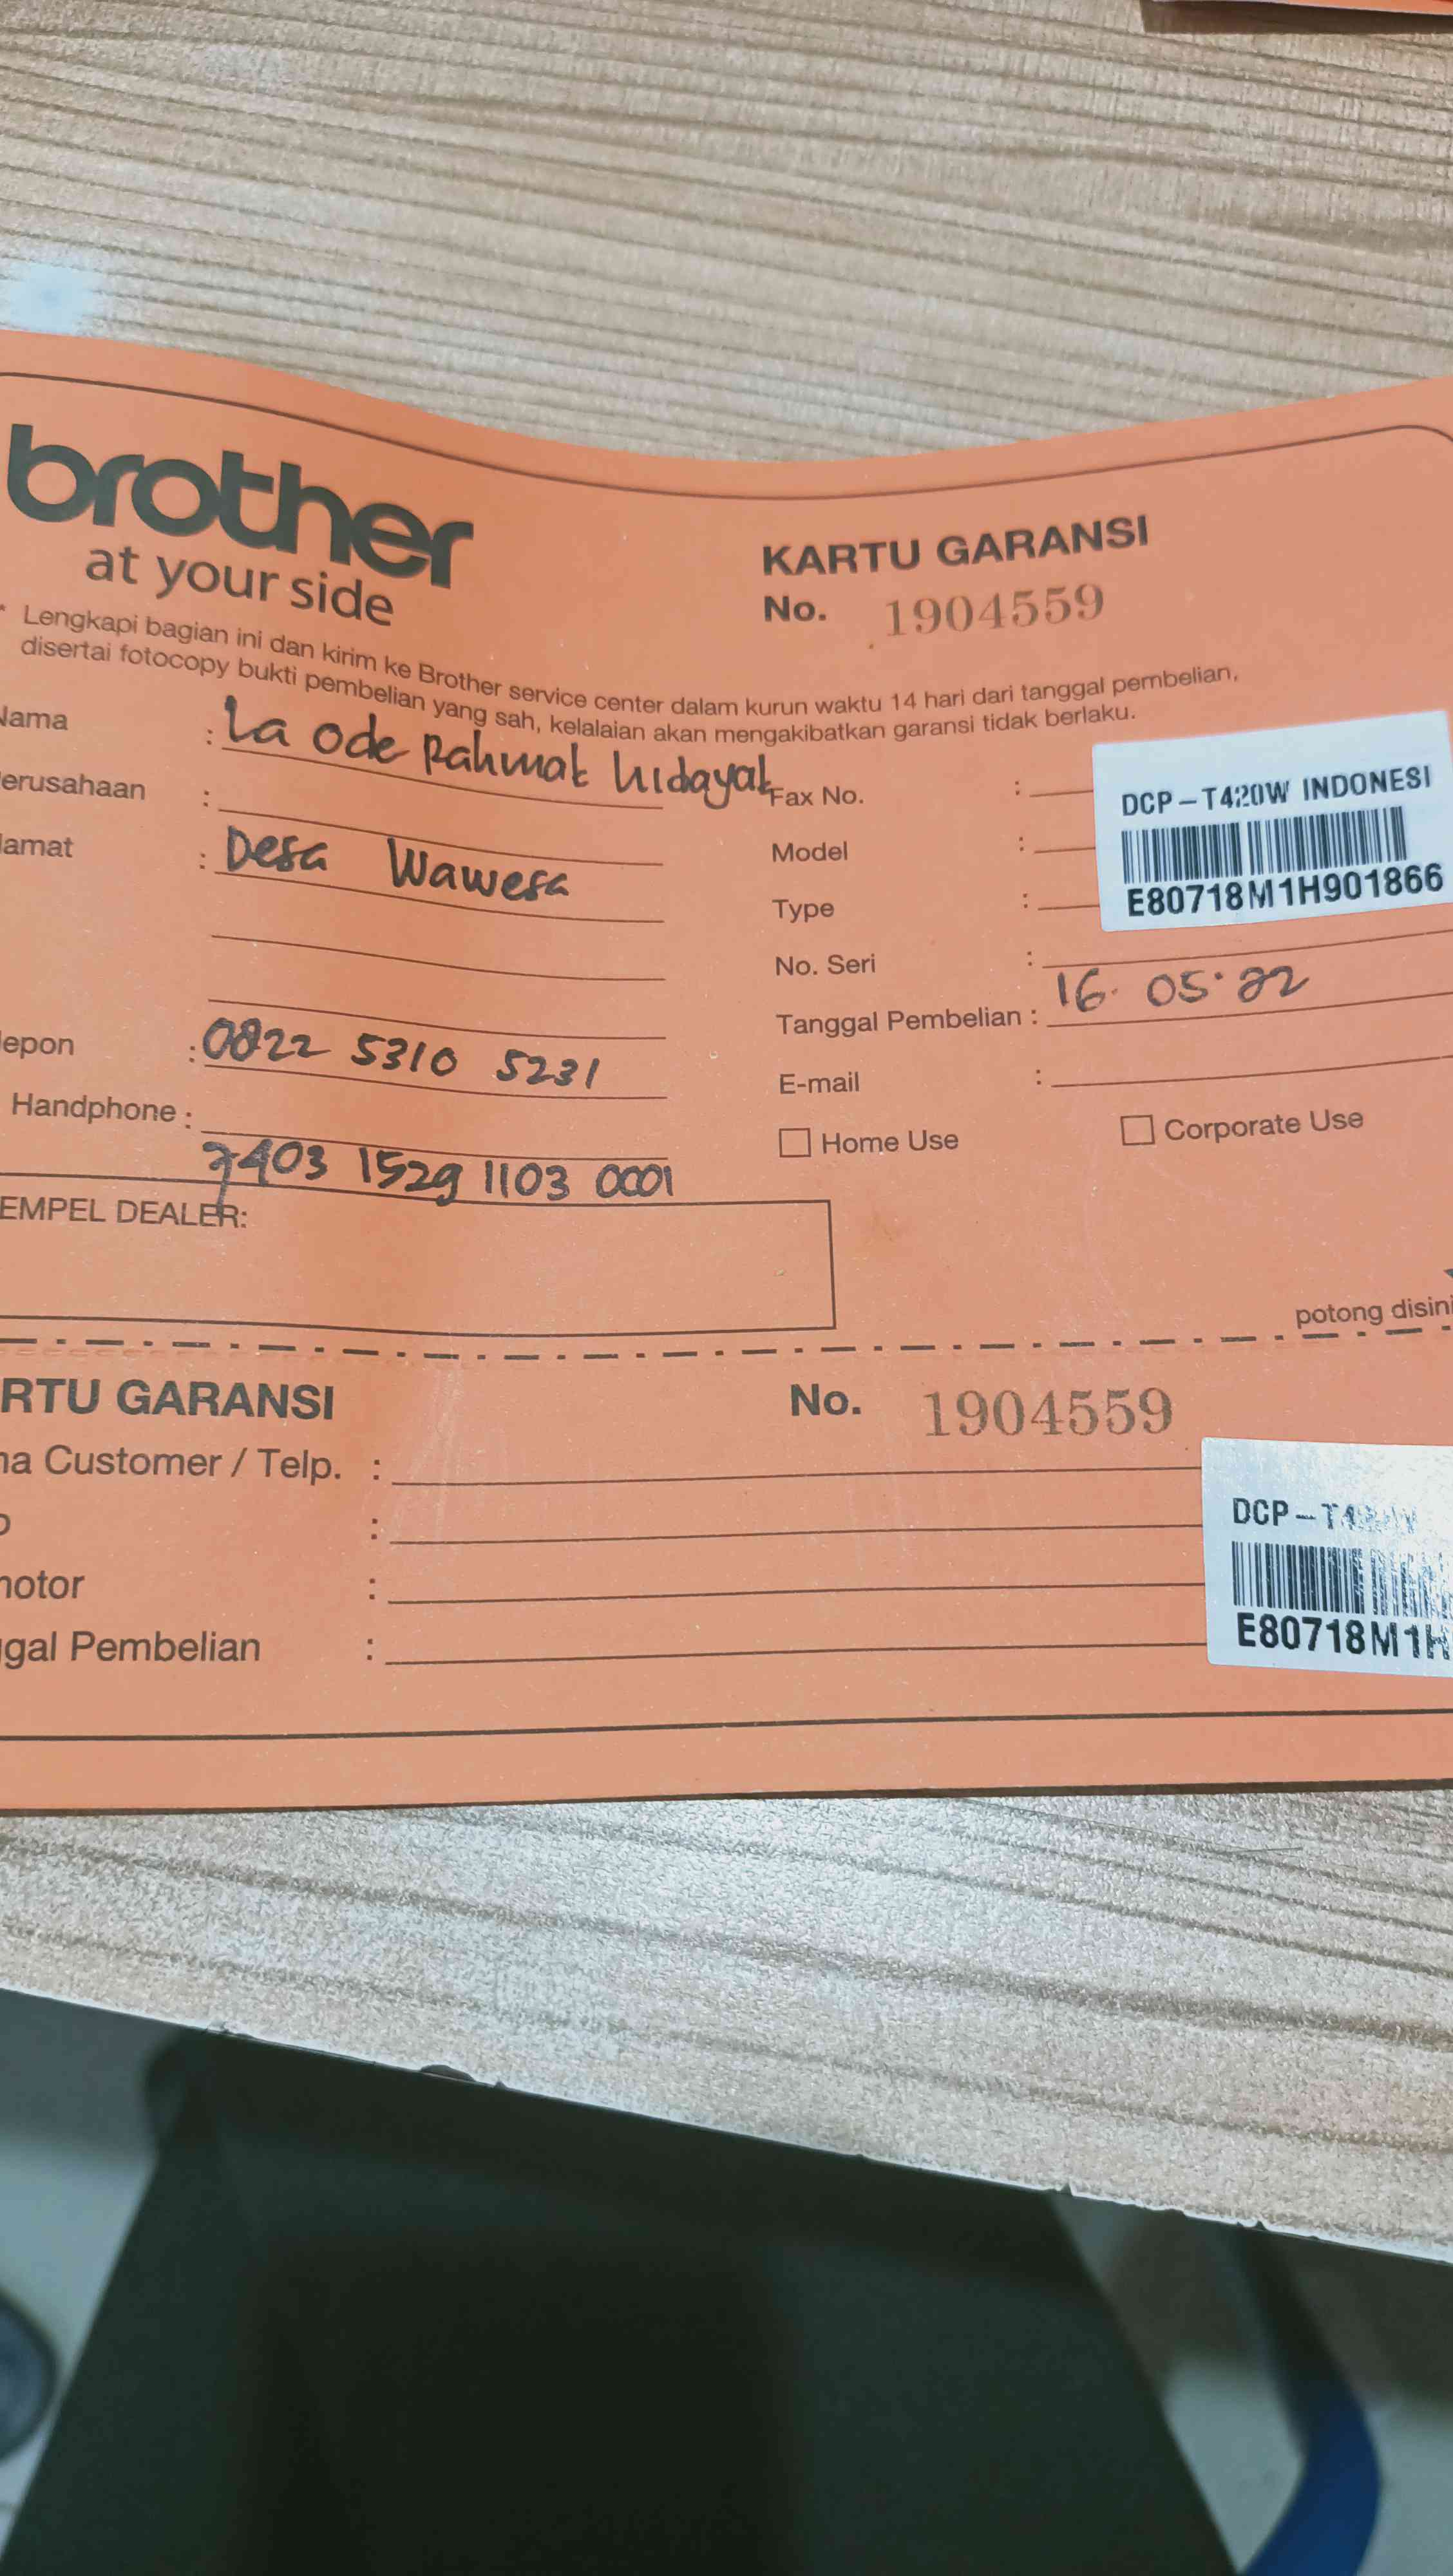 brother
at your side
KARTU GARANSI
No. 1904559
* Lengkapi bagian ini dan kirim ke Brother service center dalam kurun waktu 14 hari dari tanggal pembelian,
disertai fotocopy bukti pembelian yang sah, kelalaian akan mengakibatkan garansi tidak berlaku.
Nama : La Ode Rahmat Hidayat
erusahaan :
lamat : Desa Wawesa
epon : 0822 5310 5231
Handphone :
7403 1529 1103 0001
Fax No. :
Model :
Type :
No. Seri :
DCP-T420W INDONESI
E80718M1H901866
Tanggal Pembelian : 16. 05. 22
E-mail :
Home Use
Corporate Use
EMPEL DEALER:
potong disini
RTU GARANSI
No. 1904559
na Customer / Telp. :
:
motor :
ggal Pembelian :
DCP-T420W
E80718M1H